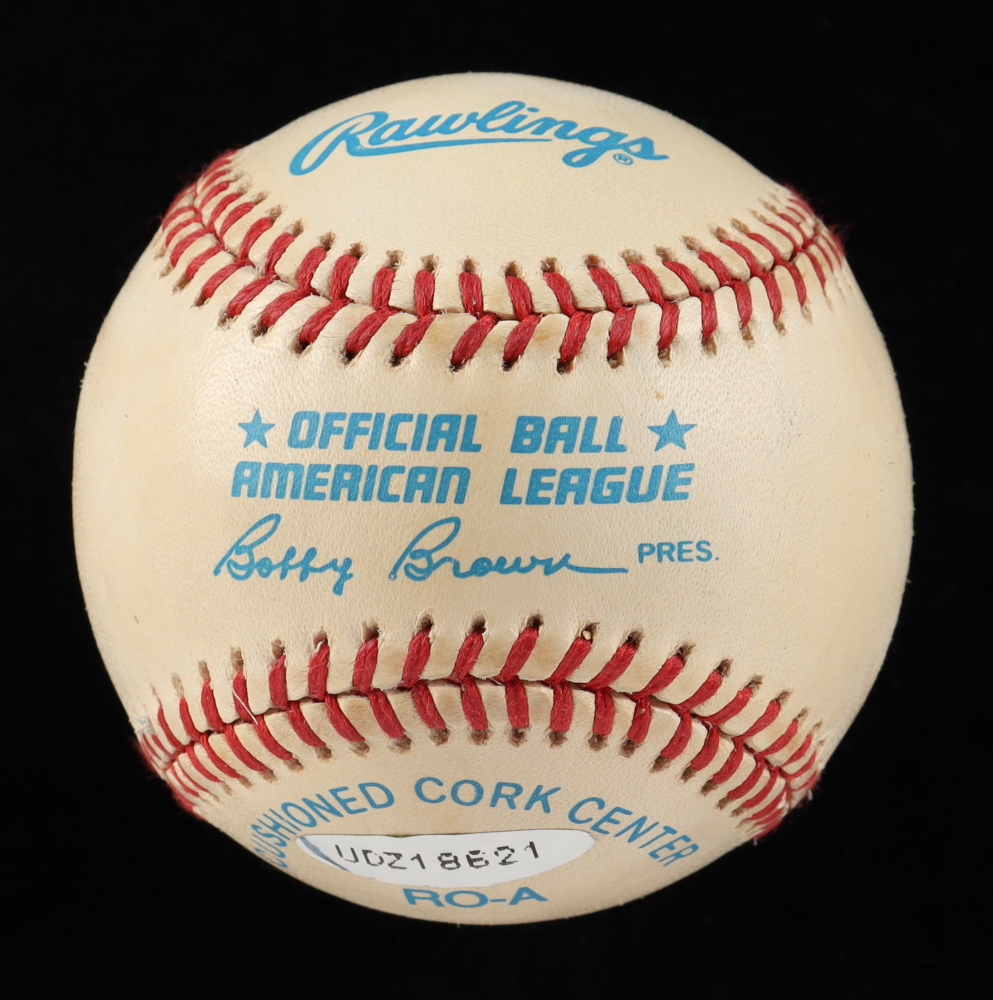 Rawlings®
★ OFFICIAL BALL ★
AMERICAN LEAGUE
Bobby Brown PRES.
CUSHIONED CORK CENTER
UDZ18621
RO-A